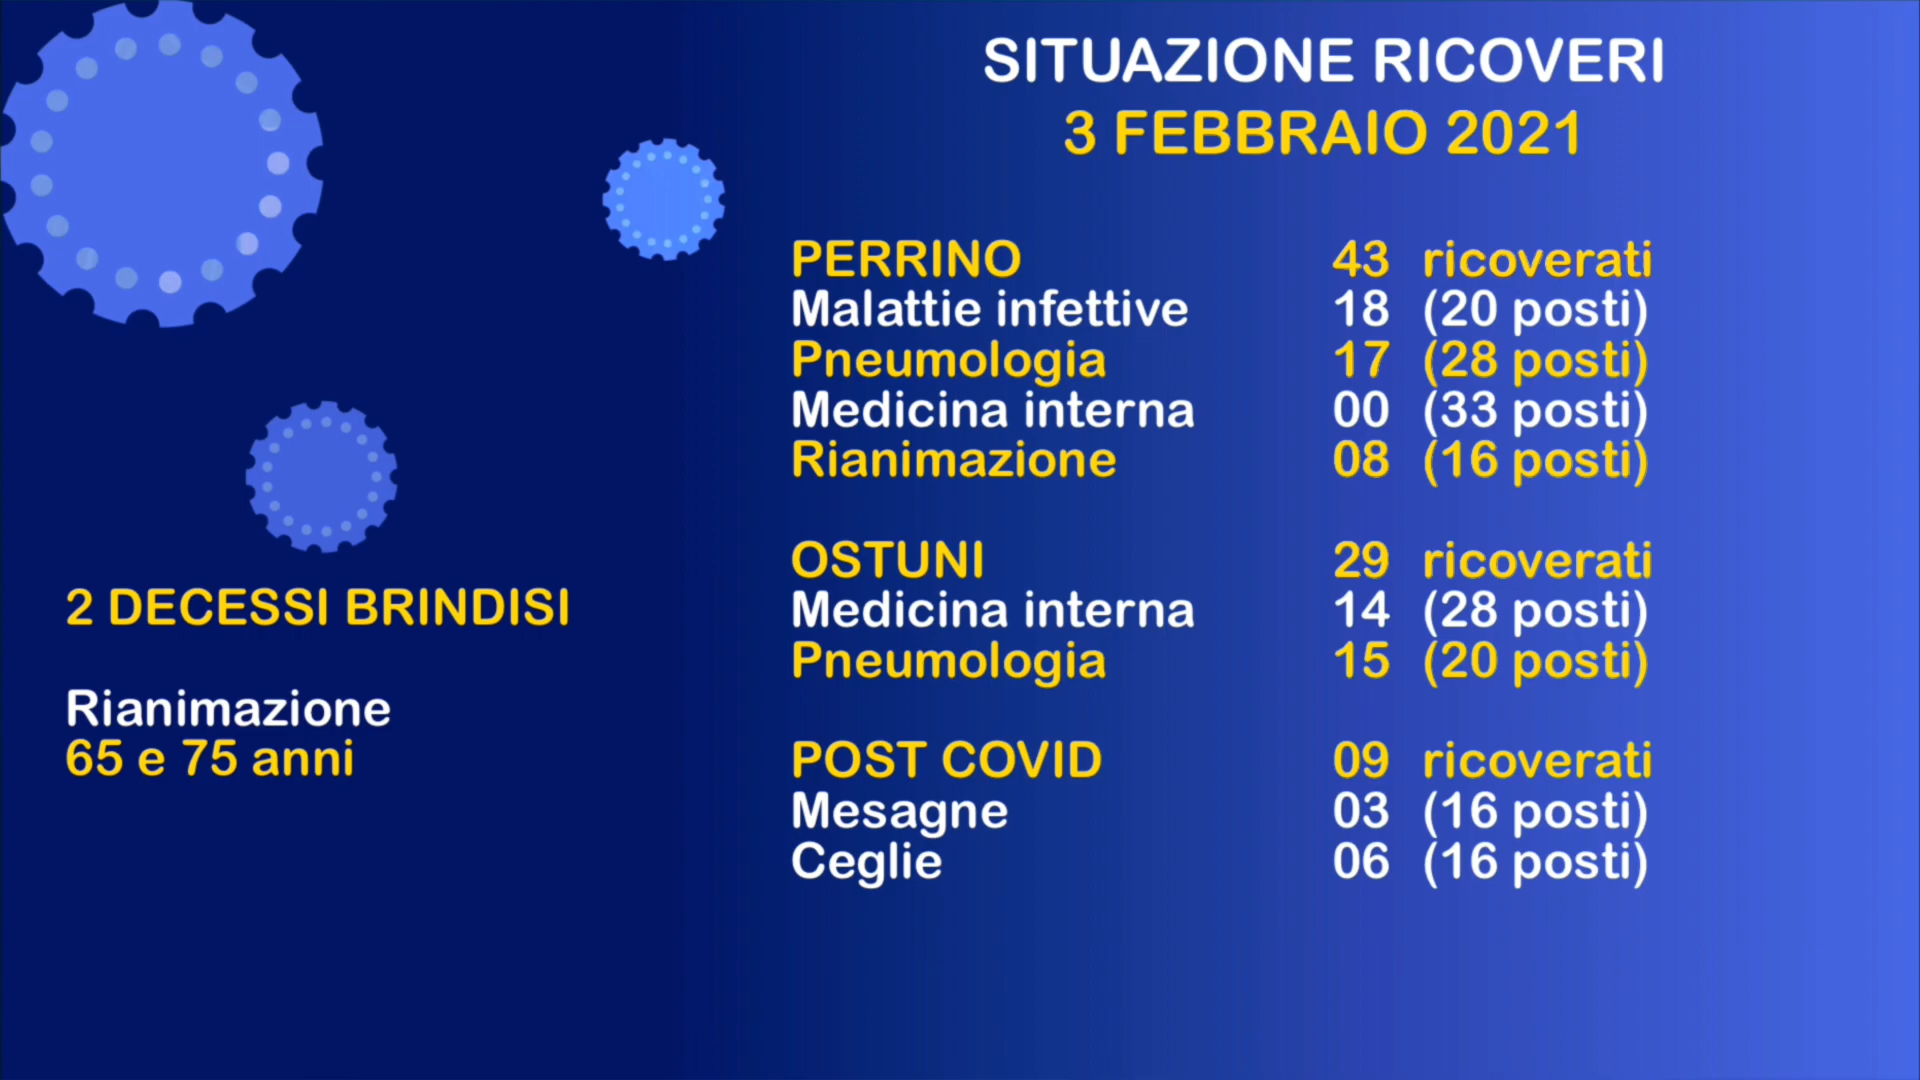 SITUAZIONE RICOVERI
3 FEBBRAIO 2021
PERRINO 43 ricoverati
Malattie infettive 18 (20 posti)
Pneumologia 17 (28 posti)
Medicina interna 00 (33 posti)
Rianimazione 08 (16 posti)
OSTUNI 29 ricoverati
Medicina interna 14 (28 posti)
Pneumologia 15 (20 posti)
POST COVID 09 ricoverati
Mesagne 03 (16 posti)
Ceglie 06 (16 posti)
2 DECESSI BRINDISI
Rianimazione
65 e 75 anni